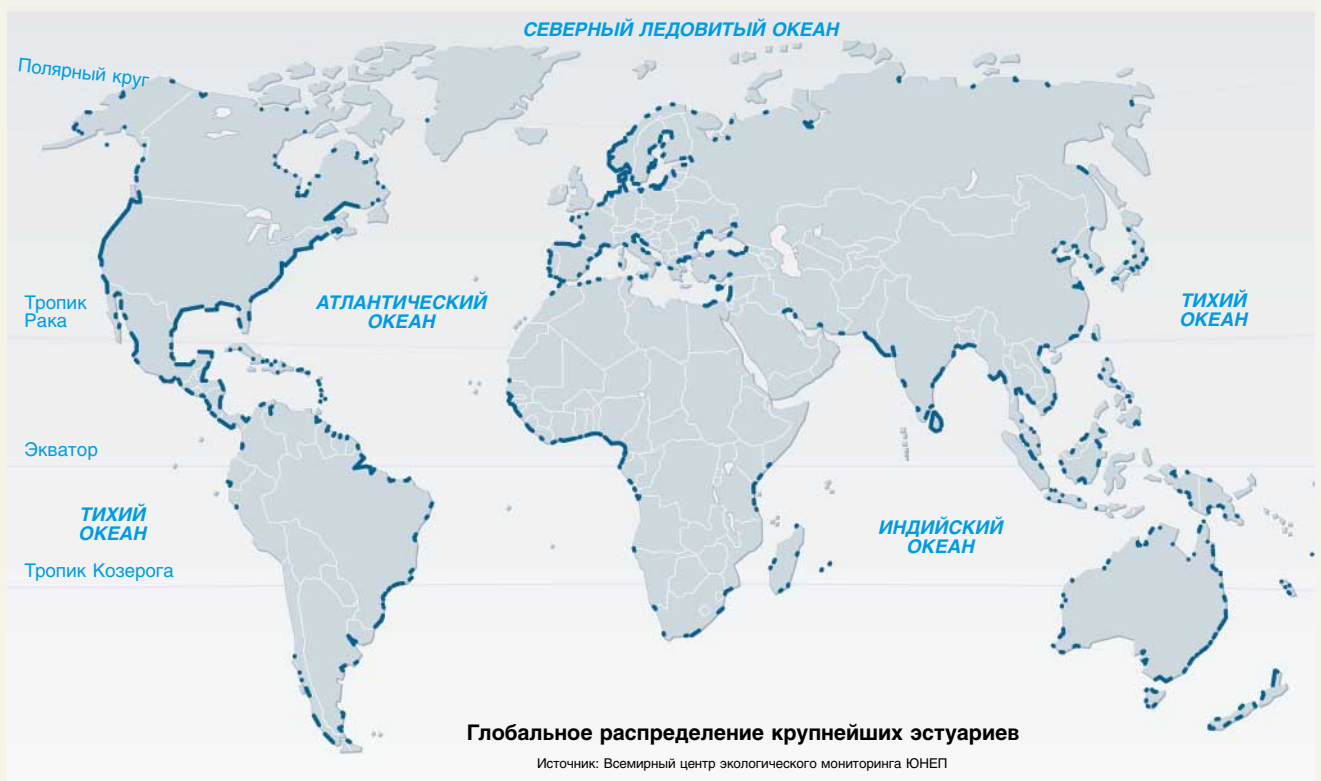 СЕВЕРНЫЙ ЛЕДОВИТЫЙ ОКЕАН
Полярный круг
Тропик
Рака
АТЛАНТИЧЕСКИЙ
ОКЕАН
ТИХИЙ
ОКЕАН
Экватор
ТИХИЙ
ОКЕАН
ИНДИЙСКИЙ
ОКЕАН
Тропик Козерога
Глобальное распределение крупнейших эстуариев
Источник: Всемирный центр экологического мониторинга ЮНЕП